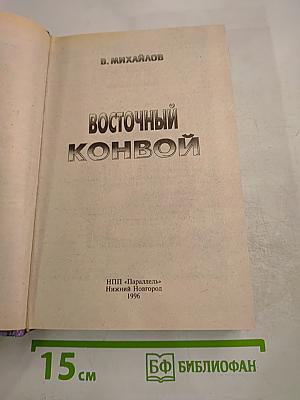 В. МИХАЙЛОВ
ВОСТОЧНЫЙ
КОНВОЙ
НПП «Параллель»
Нижний Новгород
1996
15 см
БФ БИБЛИОФАН